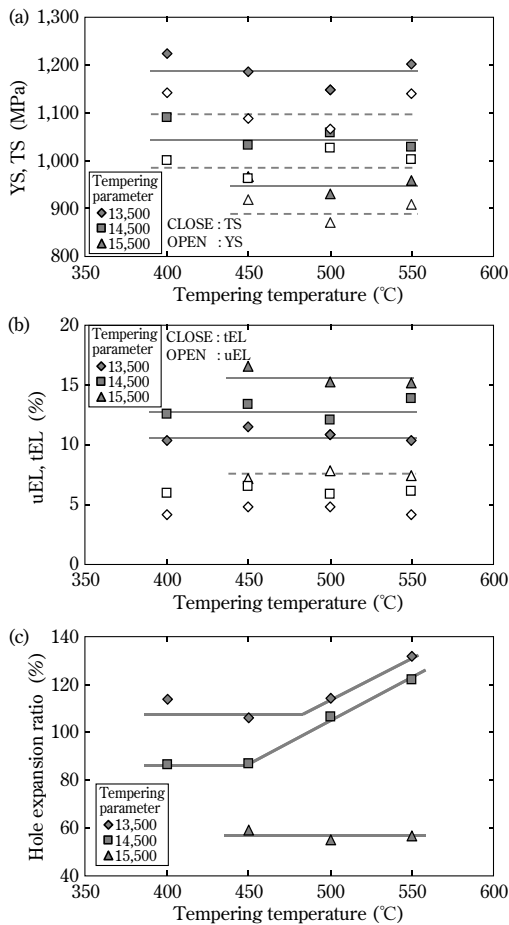 (a)
1,300
1,200
1,100
1,000
900
800
YS, TS (MPa)
Tempering
parameter
13,500
14,500
15,500
CLOSE : TS
OPEN : YS
350 400 450 500 550 600
Tempering temperature (℃)
(b)
20
15
10
5
0
uEL, tEL (%)
Tempering
parameter
13,500
14,500
15,500
CLOSE : tEL
OPEN : uEL
350 400 450 500 550 600
Tempering temperature (℃)
(c)
140
120
100
80
60
40
Hole expansion ratio (%)
Tempering
parameter
13,500
14,500
15,500
350 400 450 500 550 600
Tempering temperature (℃)